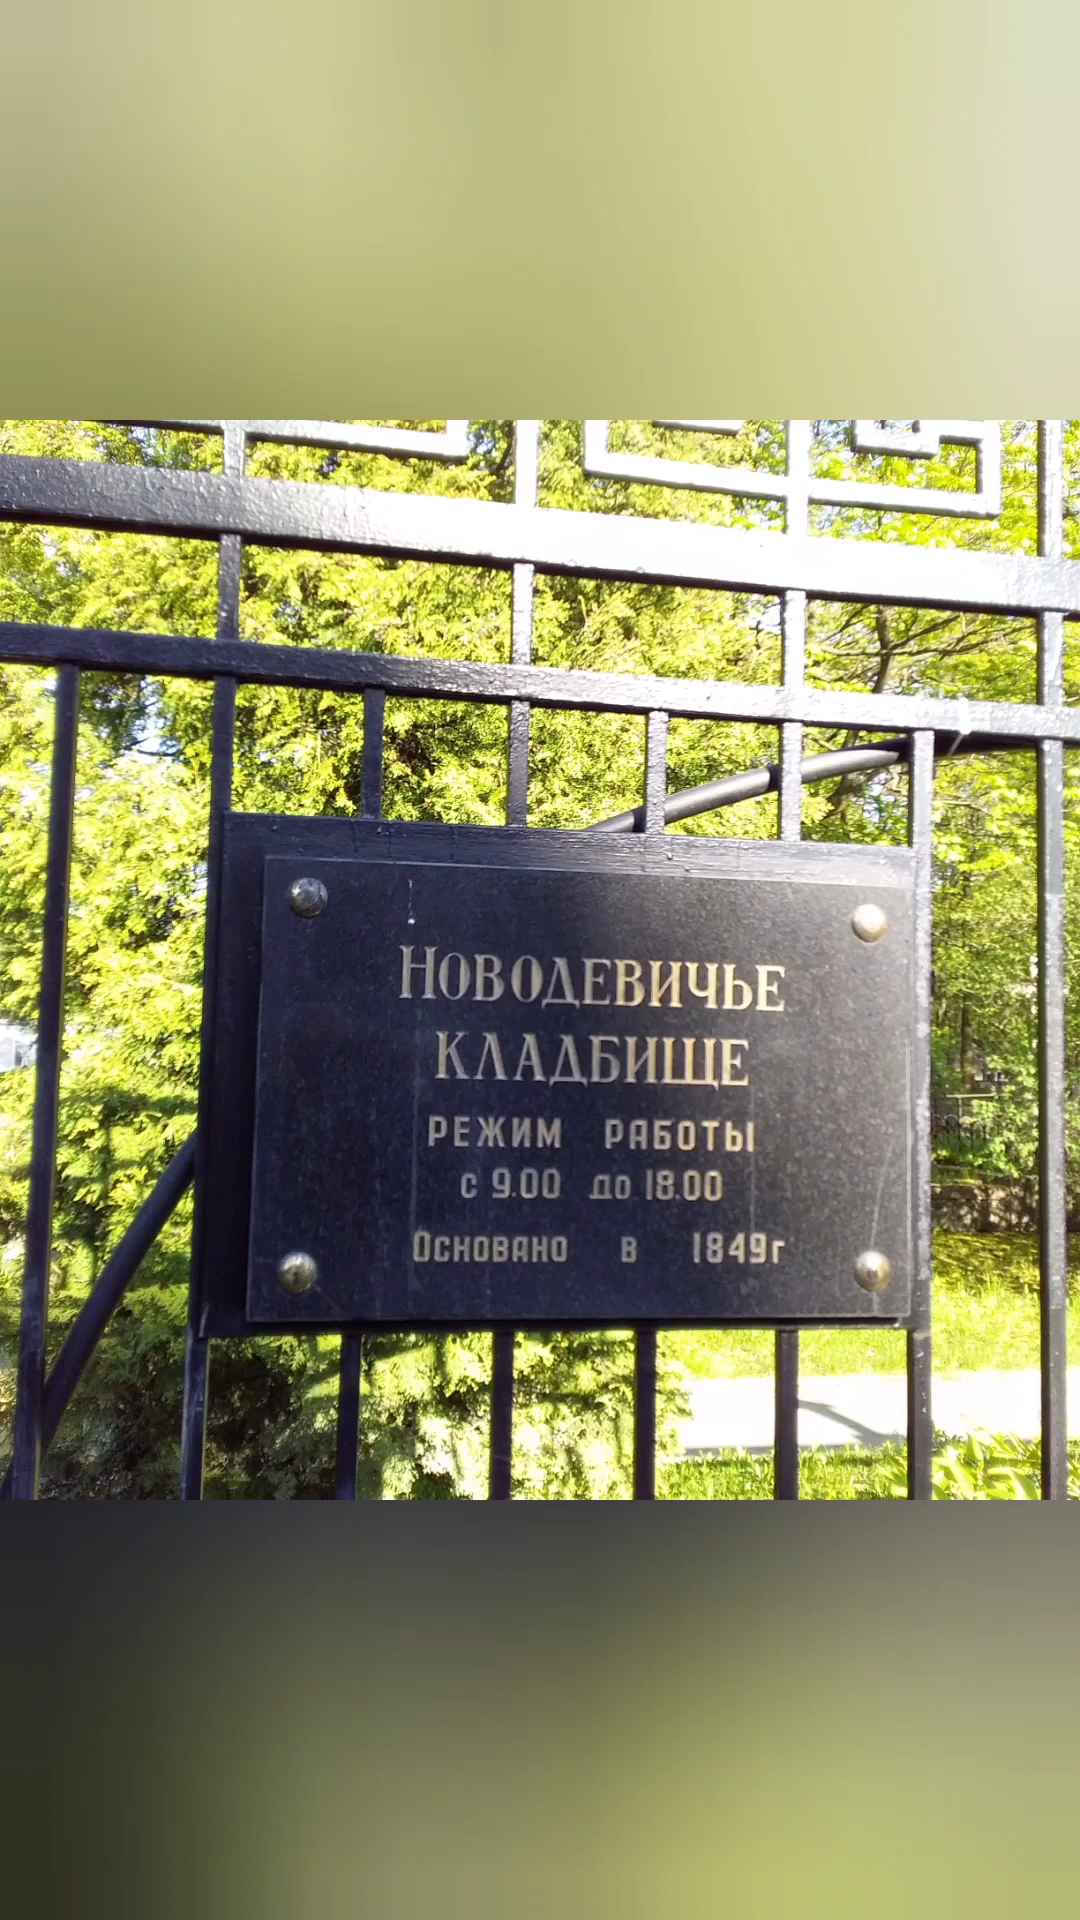 Новодевичье
кладбище
режим работы
с 9.00 до 18.00
Основано в 1849г